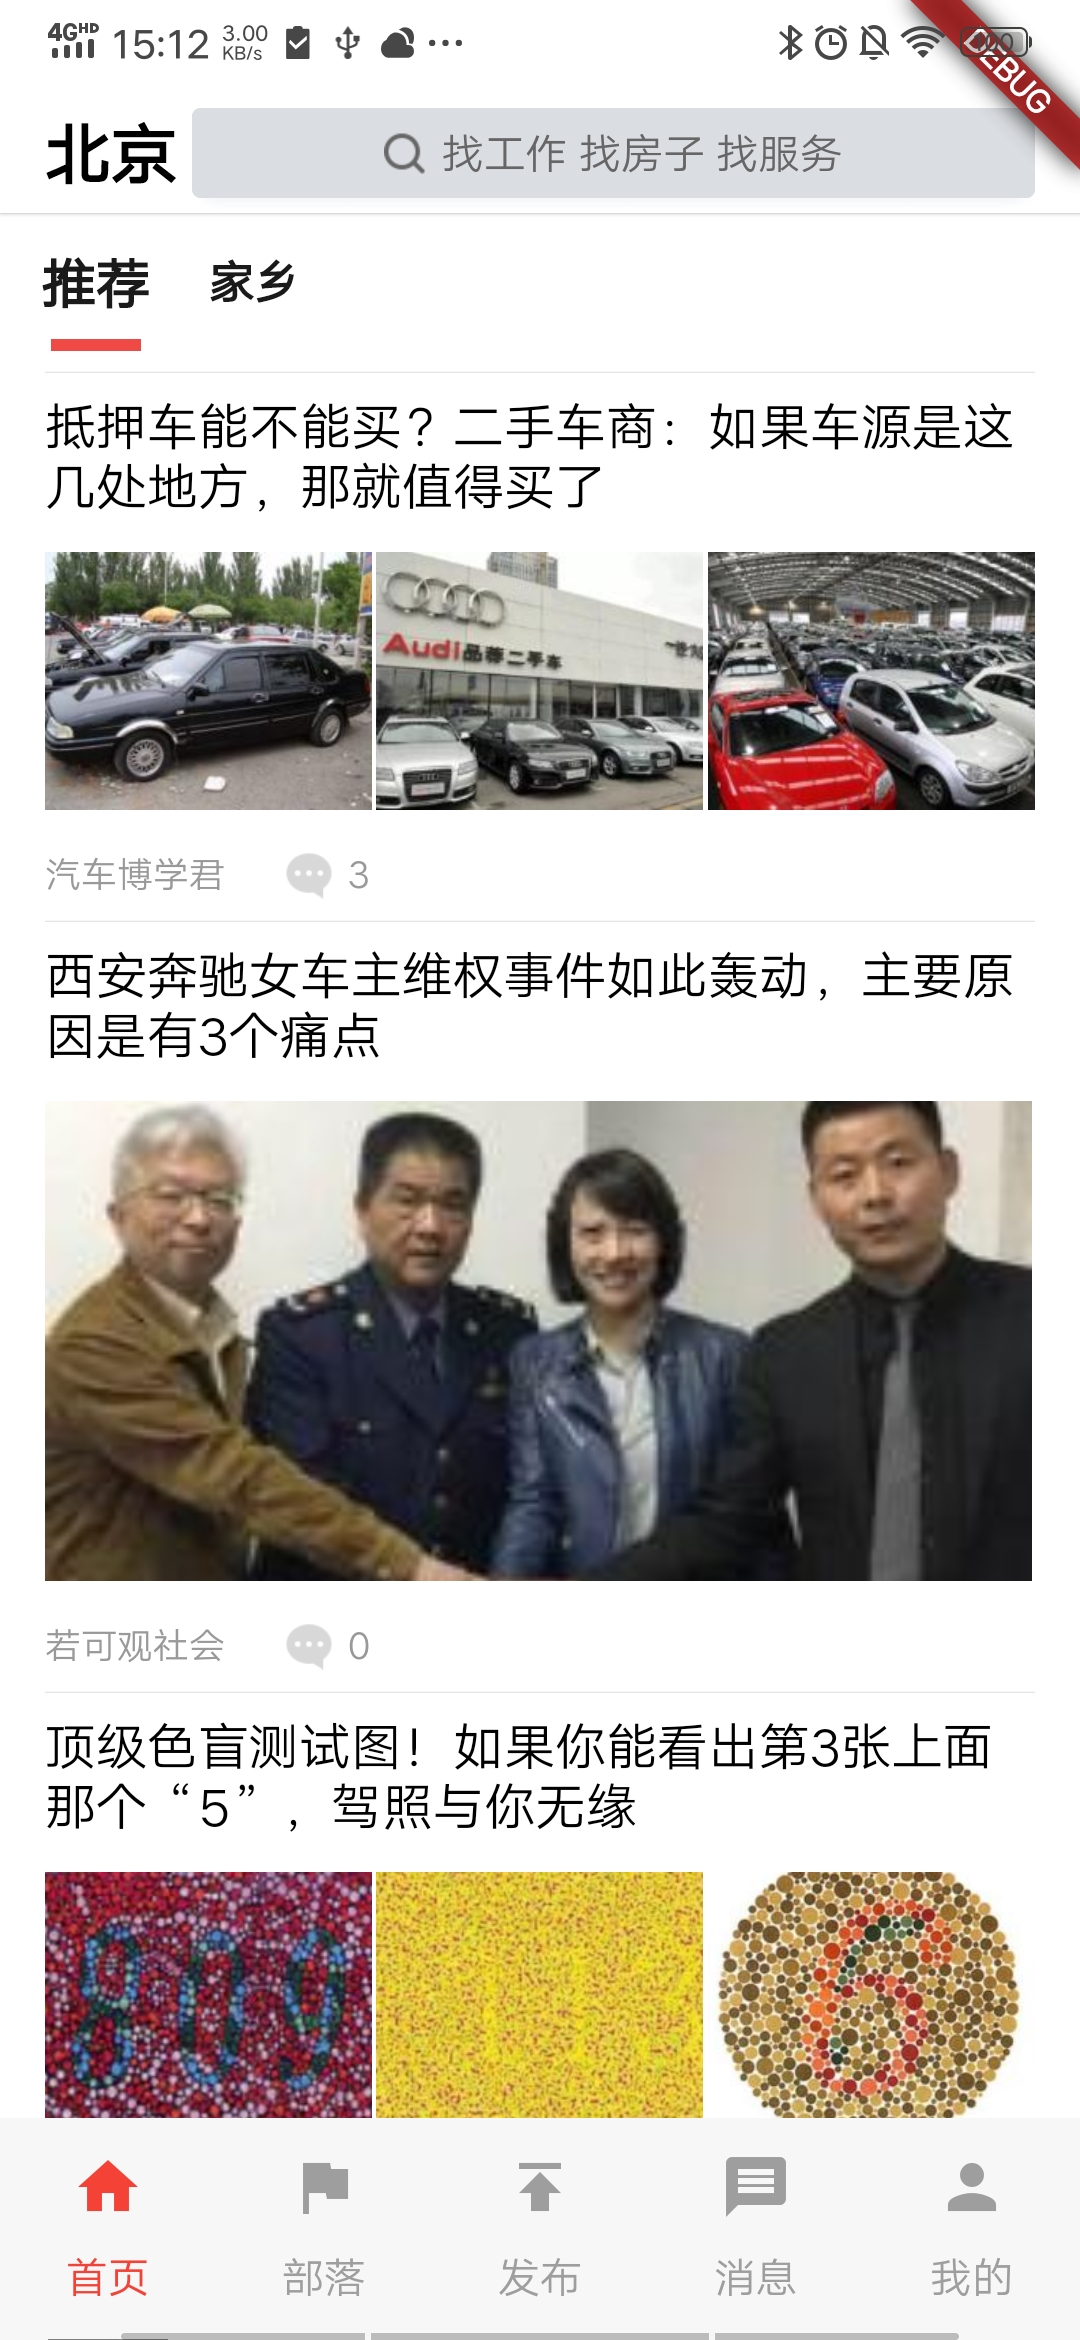 4G HD 15:12 3.00 KB/s
DEBUG
北京
找工作 找房子 找服务
推荐 家乡
抵押车能不能买？二手车商：如果车源是这
几处地方，那就值得买了
Audi品荐二手车
汽车博学君 3
西安奔驰女车主维权事件如此轰动，主要原
因是有3个痛点
若可观社会 0
顶级色盲测试图！如果你能看出第3张上面
那个“5”，驾照与你无缘
809
6
首页 部落 发布 消息 我的